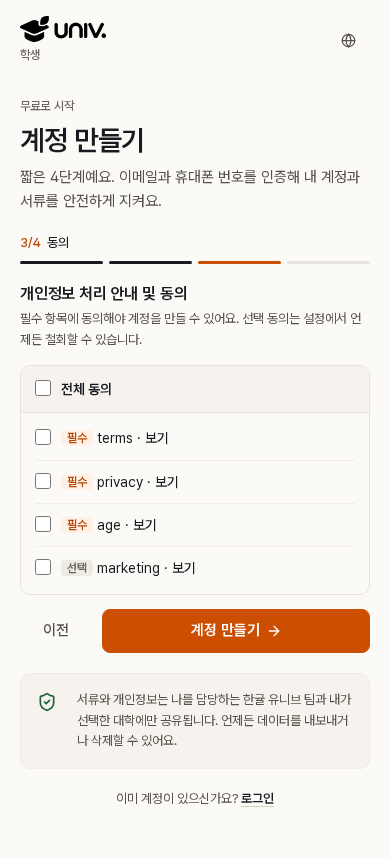 UNIV.
학생
무료로 시작
계정 만들기
짧은 4단계예요. 이메일과 휴대폰 번호를 인증해 내 계정과
서류를 안전하게 지켜요.
3/4 동의
개인정보 처리 안내 및 동의
필수 항목에 동의해야 계정을 만들 수 있어요. 선택 동의는 설정에서 언
제든 철회할 수 있습니다.
전체 동의
필수 terms · 보기
필수 privacy · 보기
필수 age · 보기
선택 marketing · 보기
이전
계정 만들기 →
서류와 개인정보는 나를 담당하는 한귤 유니브 팀과 내가
선택한 대학에만 공유됩니다. 언제든 데이터를 내보내거
나 삭제할 수 있어요.
이미 계정이 있으신가요? 로그인